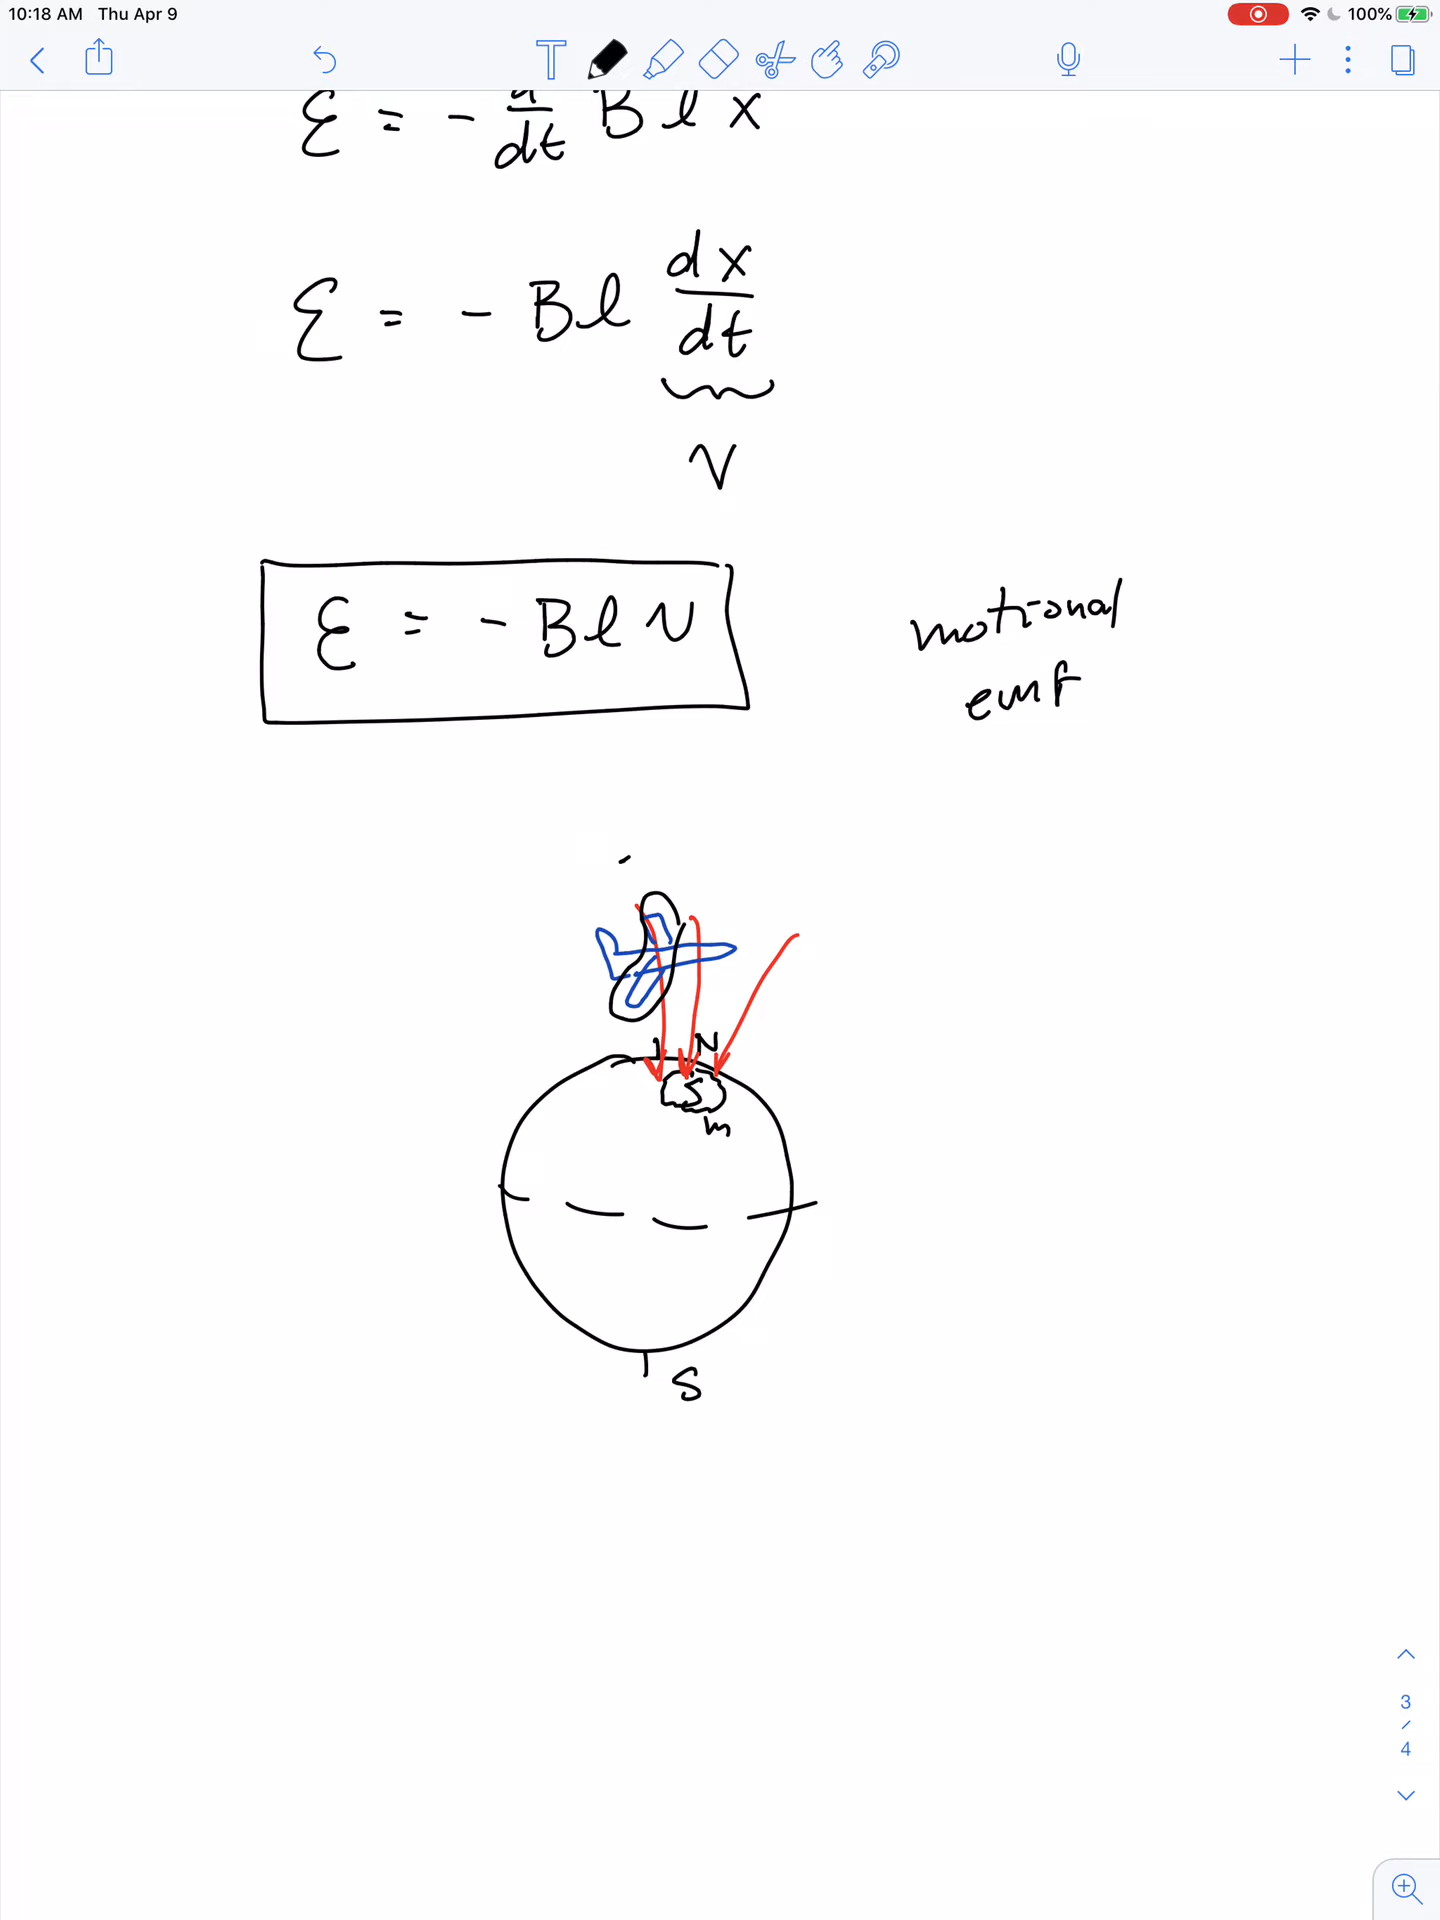 10:18 AM Thu Apr 9
100%
T
ℰ = - d/dt B l x
ℰ = - B l dx/dt
v
ℰ = - B l v
motional
emf
N
S
m
S
3
/
4